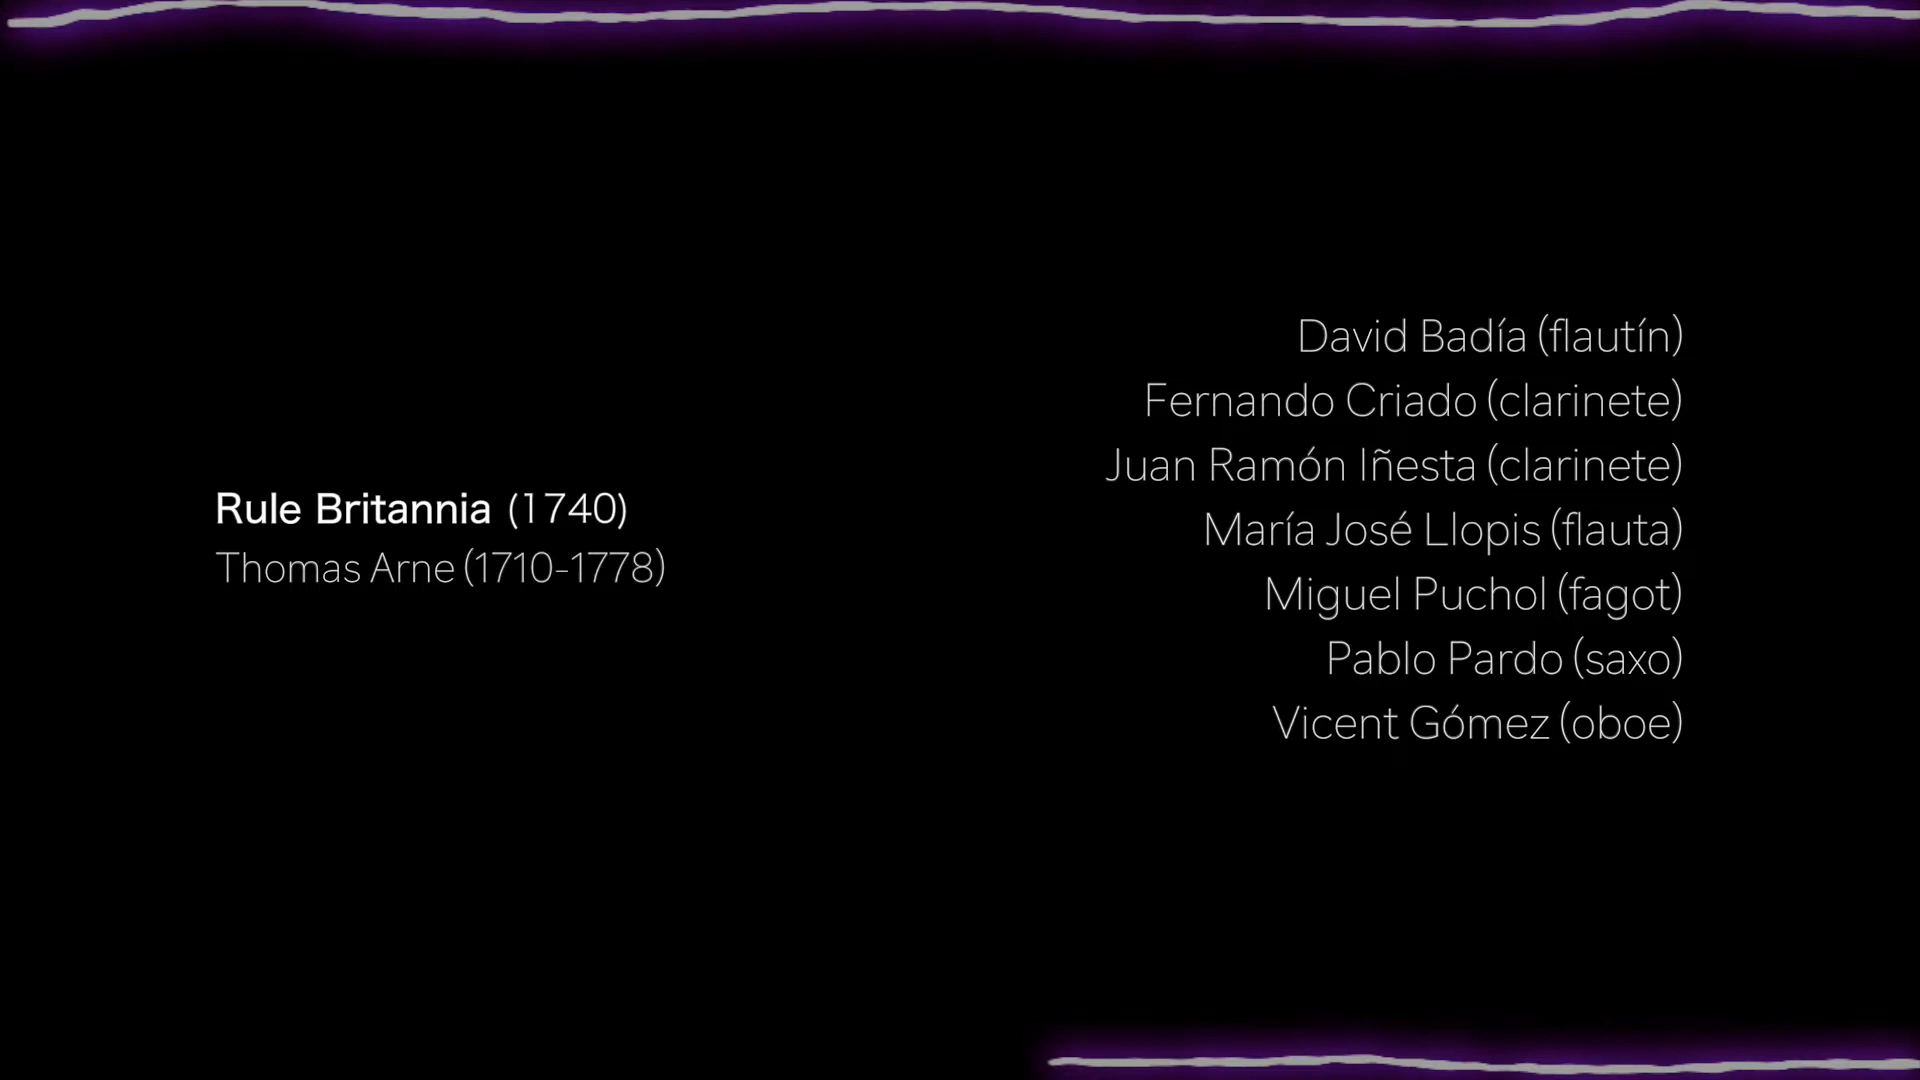 Rule Britannia (1740)
Thomas Arne (1710-1778)
David Badía (flautín)
Fernando Criado (clarinete)
Juan Ramón Iñesta (clarinete)
María José Llopis (flauta)
Miguel Puchol (fagot)
Pablo Pardo (saxo)
Vicent Gómez (oboe)